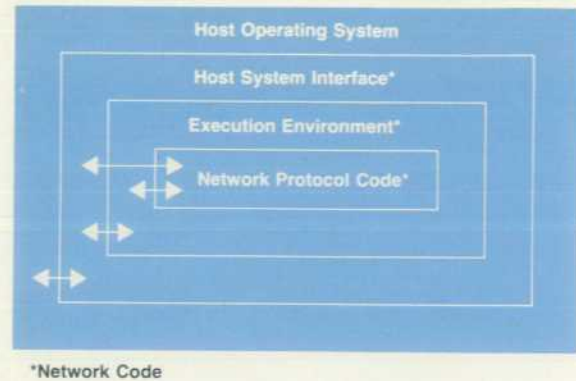 Host Operating System
Host System Interface*
Execution Environment*
Network Protocol Code*
*Network Code